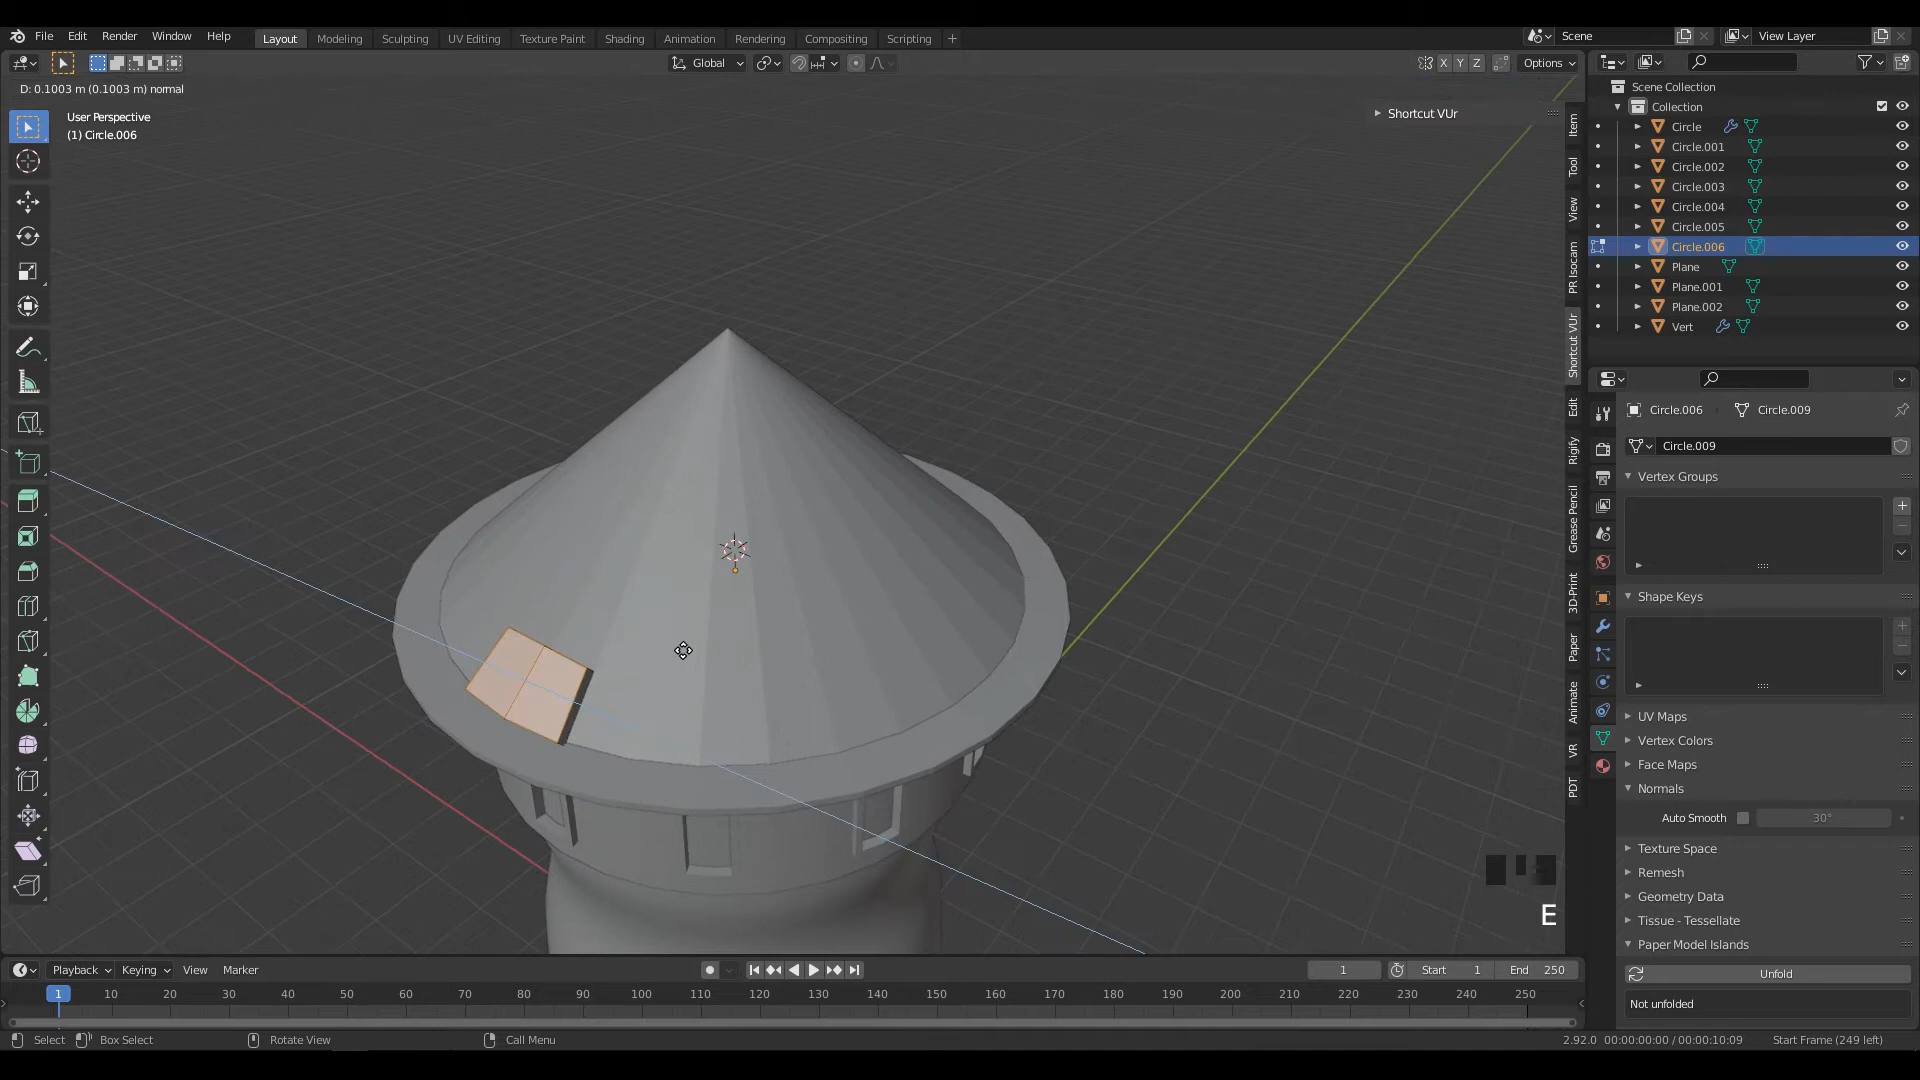 File Edit Render Window Help Layout Modeling Sculpting UV Editing Texture Paint Shading Animation Rendering Compositing Scripting + Scene View Layer
Global X Y Z Options
D: 0.1003 m (0.1003 m) normal
User Perspective
(1) Circle.006
Shortcut VUr
Item
Tool
View
PR Isocam
Shortcut VUr
Edit
Rigify
Grease Pencil
3D-Print
Paper
Animate
VR
PDT
E
Scene Collection
Collection
Circle
Circle.001
Circle.002
Circle.003
Circle.004
Circle.005
Circle.006
Plane
Plane.001
Plane.002
Vert
Circle.006 Circle.009
Circle.009
Vertex Groups
Shape Keys
UV Maps
Vertex Colors
Face Maps
Normals
Auto Smooth 30°
Texture Space
Remesh
Geometry Data
Tissue - Tessellate
Paper Model Islands
Unfold
Not unfolded
Playback Keying View Marker 1 Start 1 End 250
1 10 20 30 40 50 60 70 80 90 100 110 120 130 140 150 160 170 180 190 200 210 220 230 240 250
Select Box Select Rotate View Call Menu 2.92.0 00:00:00:00 / 00:00:10:09 Start Frame (249 left)